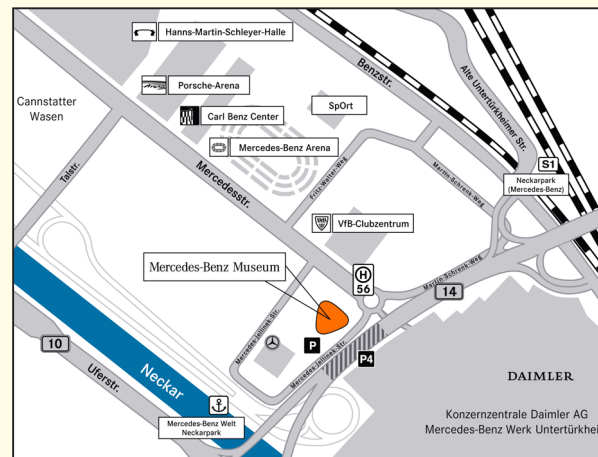 Hanns-Martin-Schleyer-Halle
Porsche-Arena
Cannstatter
Wasen
Carl Benz Center
SpOrt
Mercedes-Benz Arena
Benzstr.
Alte Untertürkheimer Str.
S1
Neckarpark
(Mercedes-Benz)
Talstr.
Mercedesstr.
Fritz-Walter-Weg
Martin-Schrenk-Weg
VfB-Clubzentrum
Mercedes-Benz Museum
H
56
14
Martin-Schrenk-Weg
Mercedes-Jellinek-Str.
Mercedes-Jellinek-Str.
P
P4
10
Uferstr.
Neckar
Mercedes-Benz Welt
Neckarpark
DAIMLER
Konzernzentrale Daimler AG
Mercedes-Benz Werk Untertürkhei